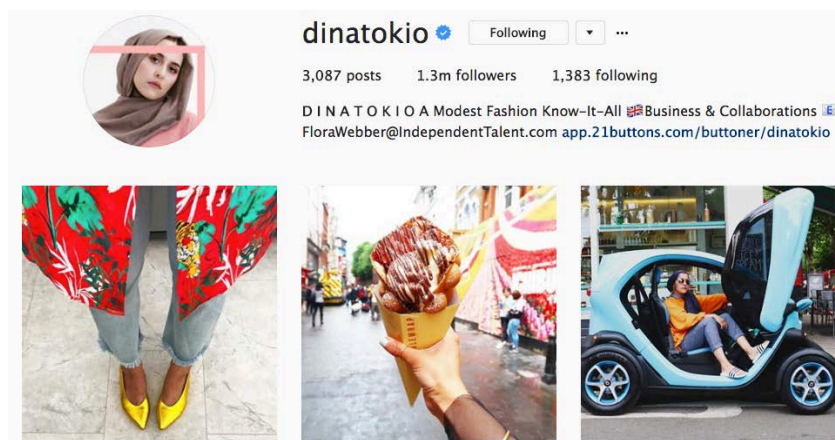 dinatokio Following
3,087 posts 1.3m followers 1,383 following
D I N A T O K I O A Modest Fashion Know-It-All 🇬🇧Business & Collaborations
FloraWebber@IndependentTalent.com app.21buttons.com/buttoner/dinatokio